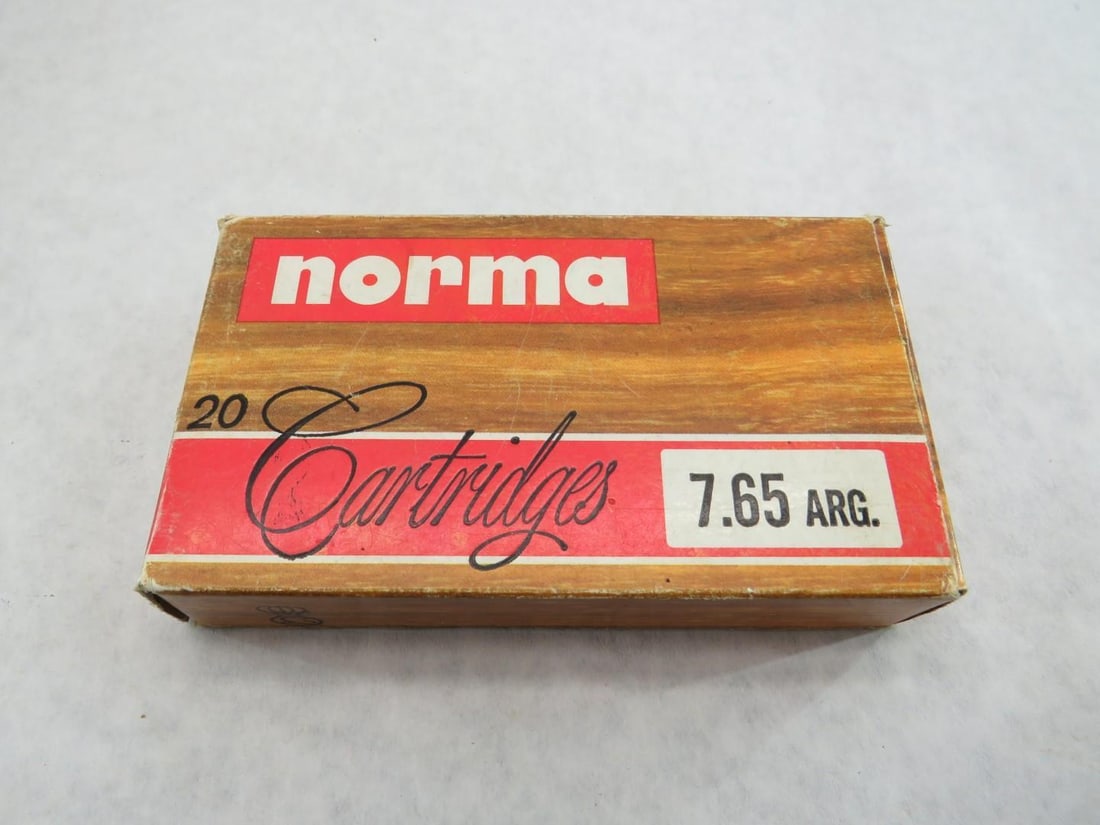 norma
20 Cartridges
7.65 ARG.